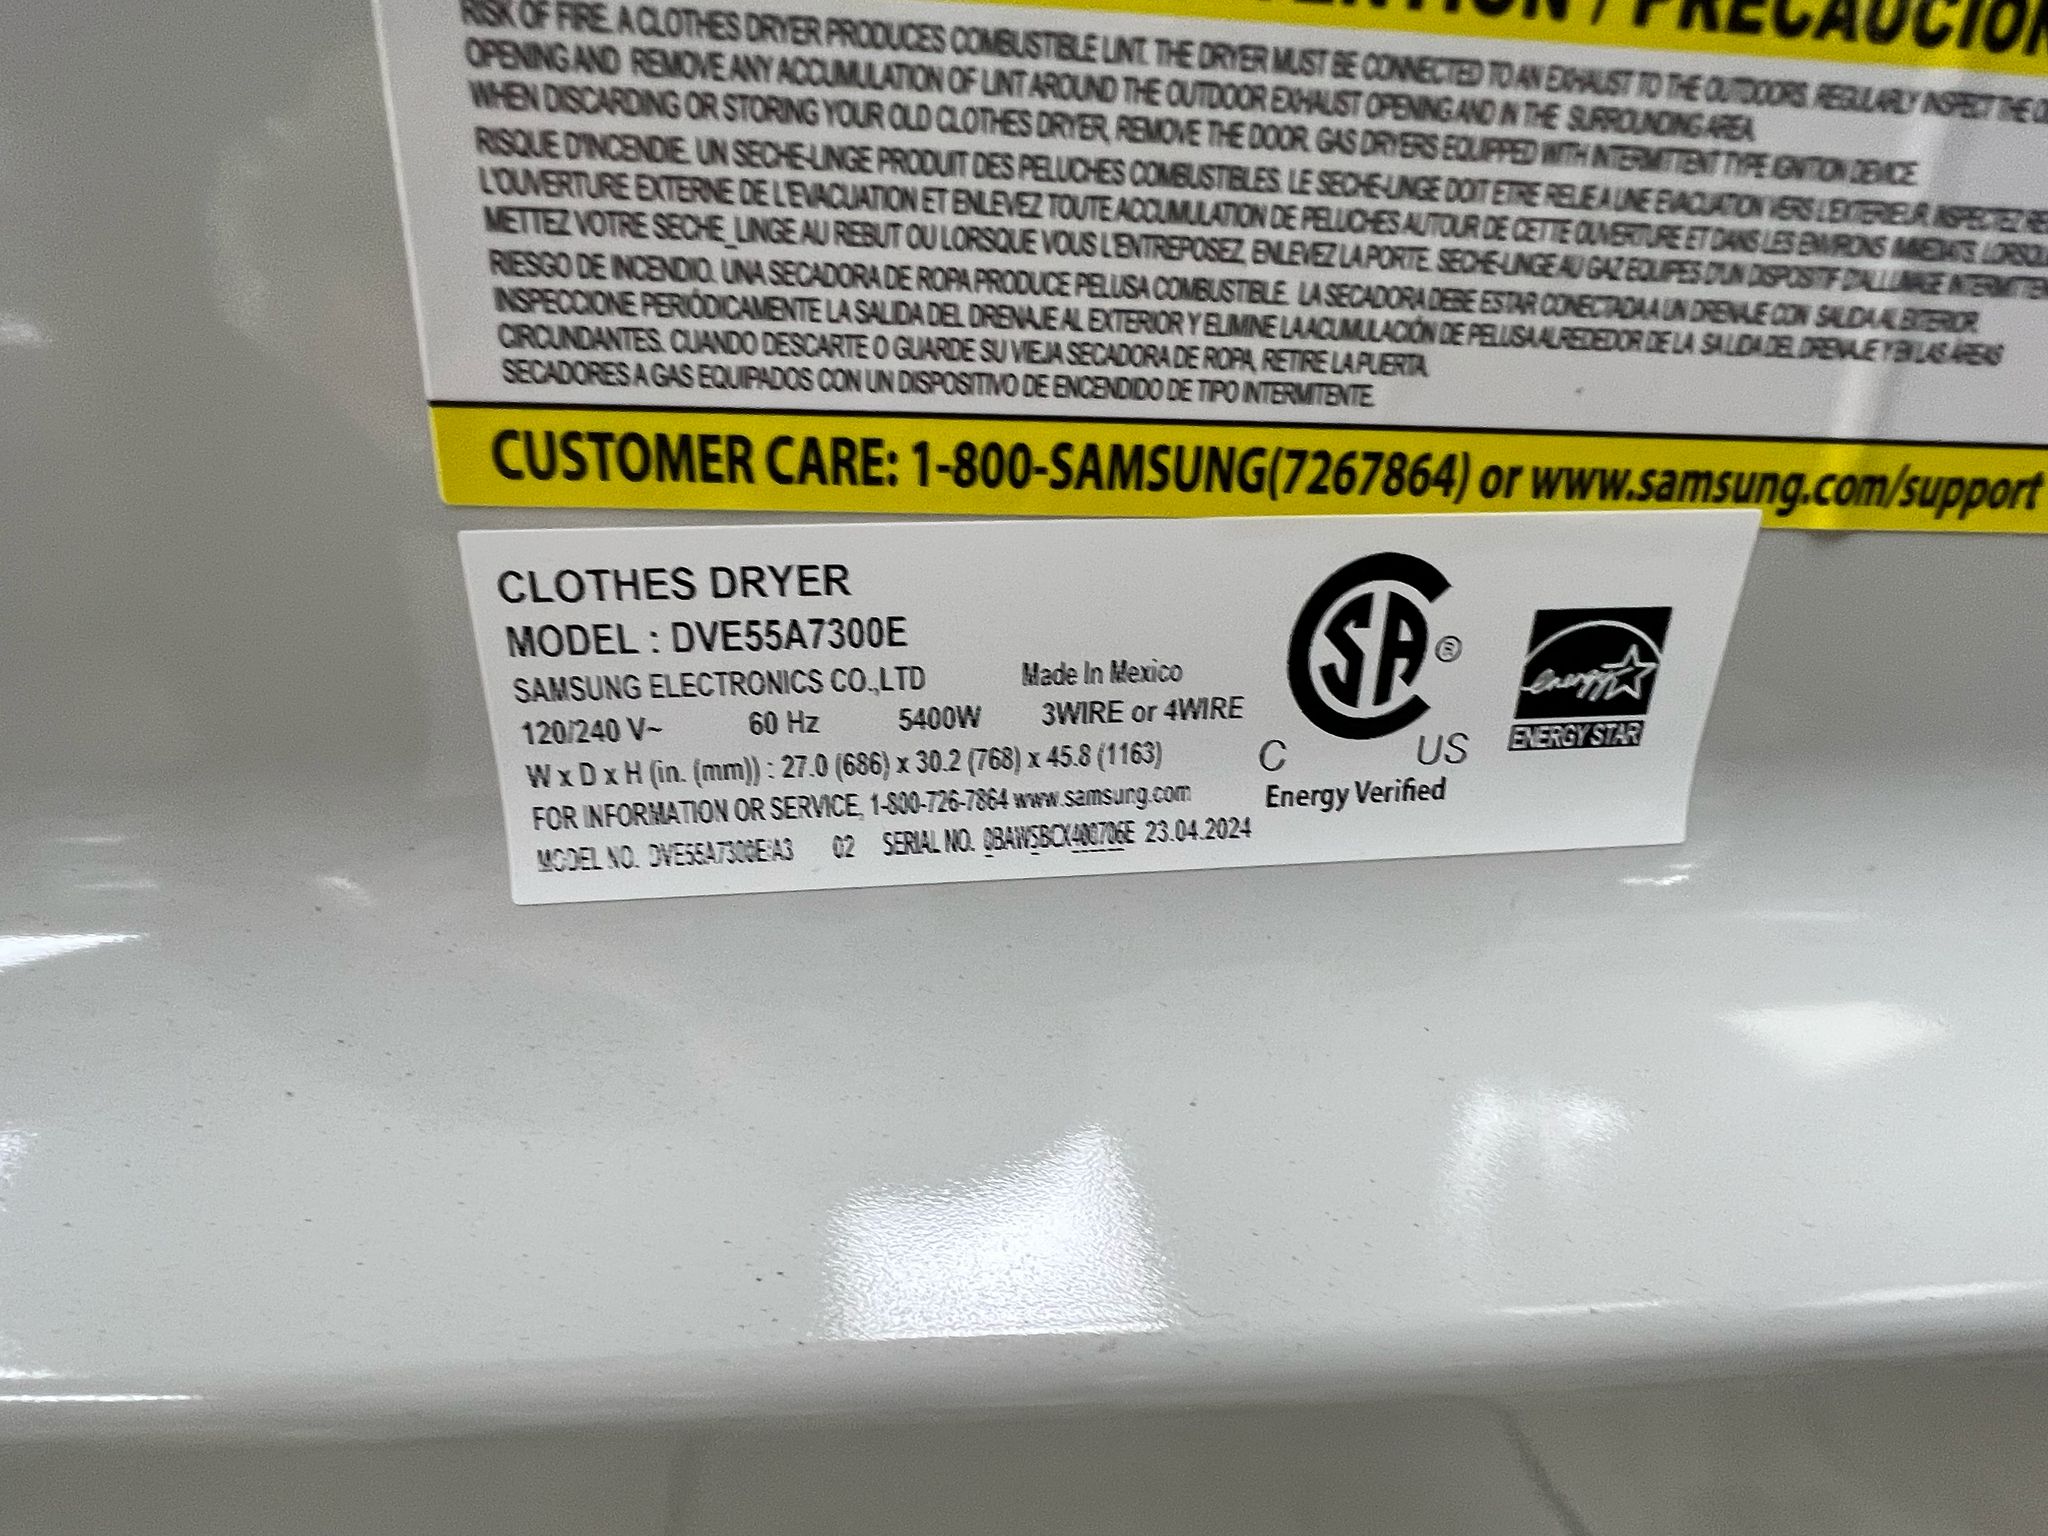 ATTENTION / PRECAUCIÓN
RISK OF FIRE. A CLOTHES DRYER PRODUCES COMBUSTIBLE LINT. THE DRYER MUST BE CONNECTED TO AN EXHAUST TO THE OUTDOORS. REGULARLY INSPECT THE
OPENING AND REMOVE ANY ACCUMULATION OF LINT AROUND THE OUTDOOR EXHAUST OPENING AND IN THE SURROUNDING AREA.
WHEN DISCARDING OR STORING YOUR OLD CLOTHES DRYER, REMOVE THE DOOR. GAS DRYERS EQUIPPED WITH INTERMITTENT TYPE IGNITION DEVICE.
RISQUE D'INCENDIE. UN SECHE-LINGE PRODUIT DES PELUCHES COMBUSTIBLES. LE SECHE-LINGE DOIT ETRE RELIE A UNE EVACUATION VERS L'EXTERIEUR. INSPECTEZ
L'OUVERTURE EXTERNE DE L'EVACUATION ET ENLEVEZ TOUTE ACCUMULATION DE PELUCHES AUTOUR DE CETTE OUVERTURE ET DANS LES ENVIRONS IMMEDIATS.
METTEZ VOTRE SECHE_LINGE AU REBUT OU LORSQUE VOUS L'ENTREPOSEZ, ENLEVEZ LA PORTE. SECHE-LINGE AU GAZ EQUIPES D'UN DISPOSITIF D'ALLUMAGE
RIESGO DE INCENDIO. UNA SECADORA DE ROPA PRODUCE PELUSA COMBUSTIBLE. LA SECADORA DEBE ESTAR CONECTADA A UN DRENAJE CON SALIDA AL EXTERIOR.
INSPECCIONE PERIÓDICAMENTE LA SALIDA DEL DRENAJE AL EXTERIOR Y ELIMINE LA ACUMULACIÓN DE PELUSA ALREDEDOR DE LA SALIDA DEL DRENAJE Y EN LAS ÁREAS
CIRCUNDANTES. CUANDO DESCARTE O GUARDE SU VIEJA SECADORA DE ROPA, RETIRE LA PUERTA.
SECADORES A GAS EQUIPADOS CON UN DISPOSITIVO DE ENCENDIDO DE TIPO INTERMITENTE.
CUSTOMER CARE: 1-800-SAMSUNG(7267864) or www.samsung.com/support
CLOTHES DRYER
MODEL : DVE55A7300E
SAMSUNG ELECTRONICS CO.,LTD Made In Mexico
120/240 V~ 60 Hz 5400W 3WIRE or 4WIRE
W x D x H (in. (mm)) : 27.0 (686) x 30.2 (768) x 45.8 (1163)
FOR INFORMATION OR SERVICE, 1-800-726-7864 www.samsung.com
MODEL NO. DVE55A7300E/A3 02 SERIAL NO. 23.04.2024
SA ®
C US
Energy Verified
energy
ENERGY STAR